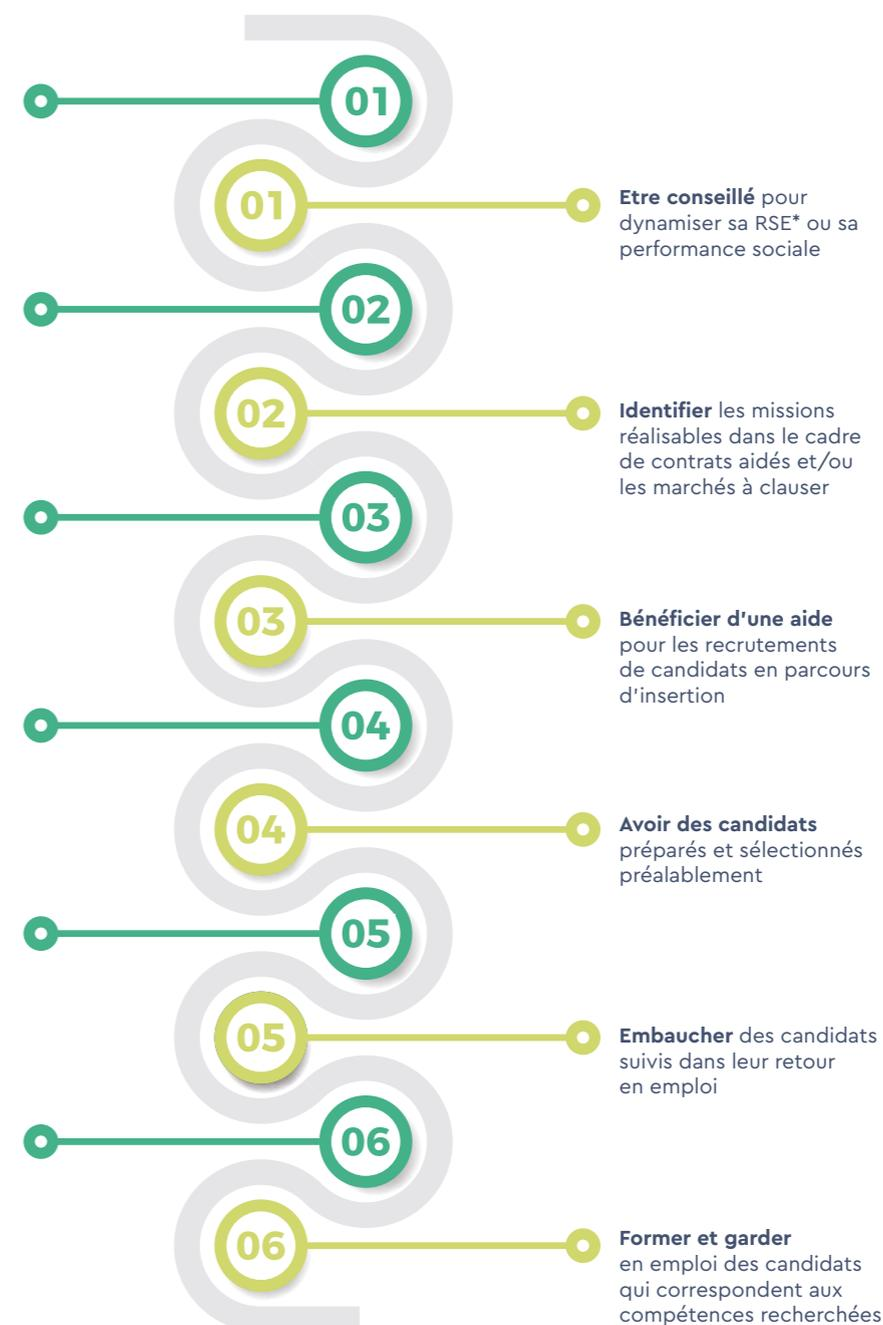 01
01
Etre conseillé pour
dynamiser sa RSE* ou sa
performance sociale
02
02
Identifier les missions
réalisables dans le cadre
de contrats aidés et/ou
les marchés à clauser
03
03
Bénéficier d'une aide
pour les recrutements
de candidats en parcours
d'insertion
04
04
Avoir des candidats
préparés et sélectionnés
préalablement
05
05
Embaucher des candidats
suivis dans leur retour
en emploi
06
06
Former et garder
en emploi des candidats
qui correspondent aux
compétences recherchées